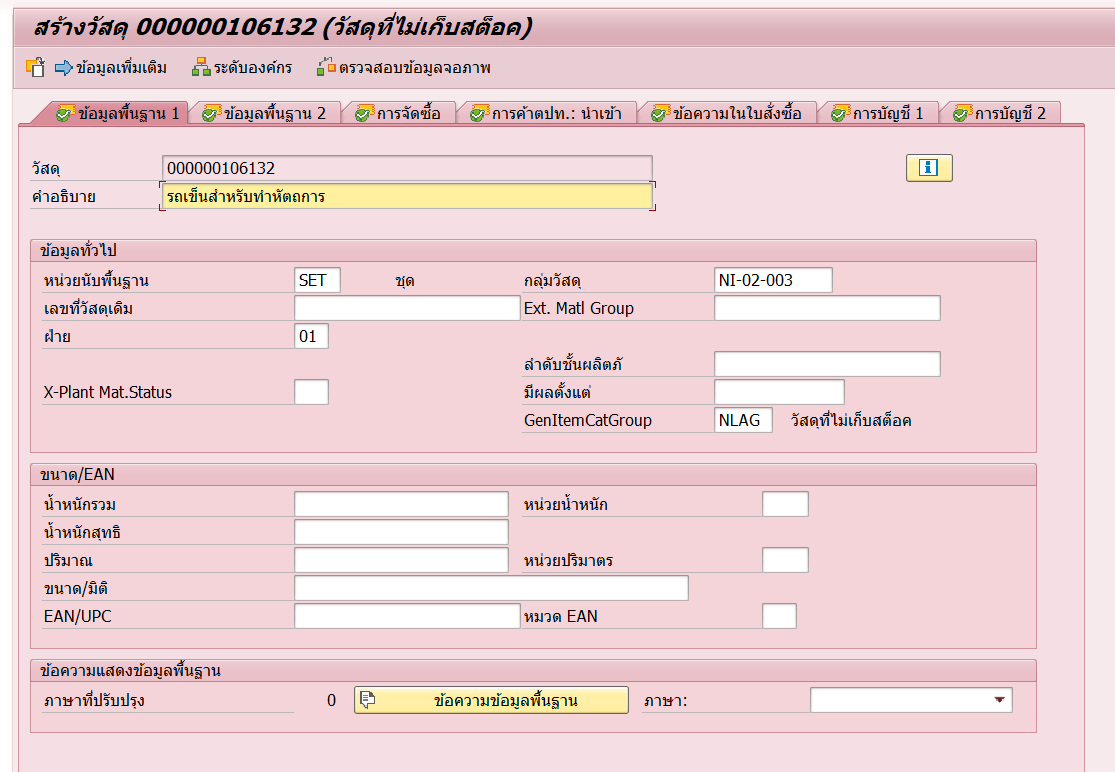 สร้างวัสดุ 000000106132 (วัสดุที่ไม่เก็บสต็อค)
ข้อมูลเพิ่มเติม ระดับองค์กร ตรวจสอบข้อมูลจอภาพ
ข้อมูลพื้นฐาน 1 ข้อมูลพื้นฐาน 2 การจัดซื้อ การค้าตปท.: นำเข้า ข้อความในใบสั่งซื้อ การบัญชี 1 การบัญชี 2
วัสดุ 000000106132
คำอธิบาย รถเข็นสำหรับทำหัตถการ
ข้อมูลทั่วไป
หน่วยนับพื้นฐาน SET ชุด กลุ่มวัสดุ NI-02-003
เลขที่วัสดุเดิม Ext. Matl Group
ฝ่าย 01
ลำดับชั้นผลิตภั
X-Plant Mat.Status มีผลตั้งแต่
GenItemCatGroup NLAG วัสดุที่ไม่เก็บสต็อค
ขนาด/EAN
น้ำหนักรวม หน่วยน้ำหนัก
น้ำหนักสุทธิ
ปริมาณ หน่วยปริมาตร
ขนาด/มิติ
EAN/UPC หมวด EAN
ข้อความแสดงข้อมูลพื้นฐาน
ภาษาที่ปรับปรุง 0 ข้อความข้อมูลพื้นฐาน ภาษา: